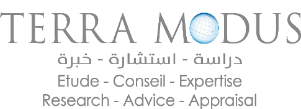 TERRA MODUS
دراسة - استشارة - خبرة
Etude - Conseil - Expertise
Research - Advice - Appraisal